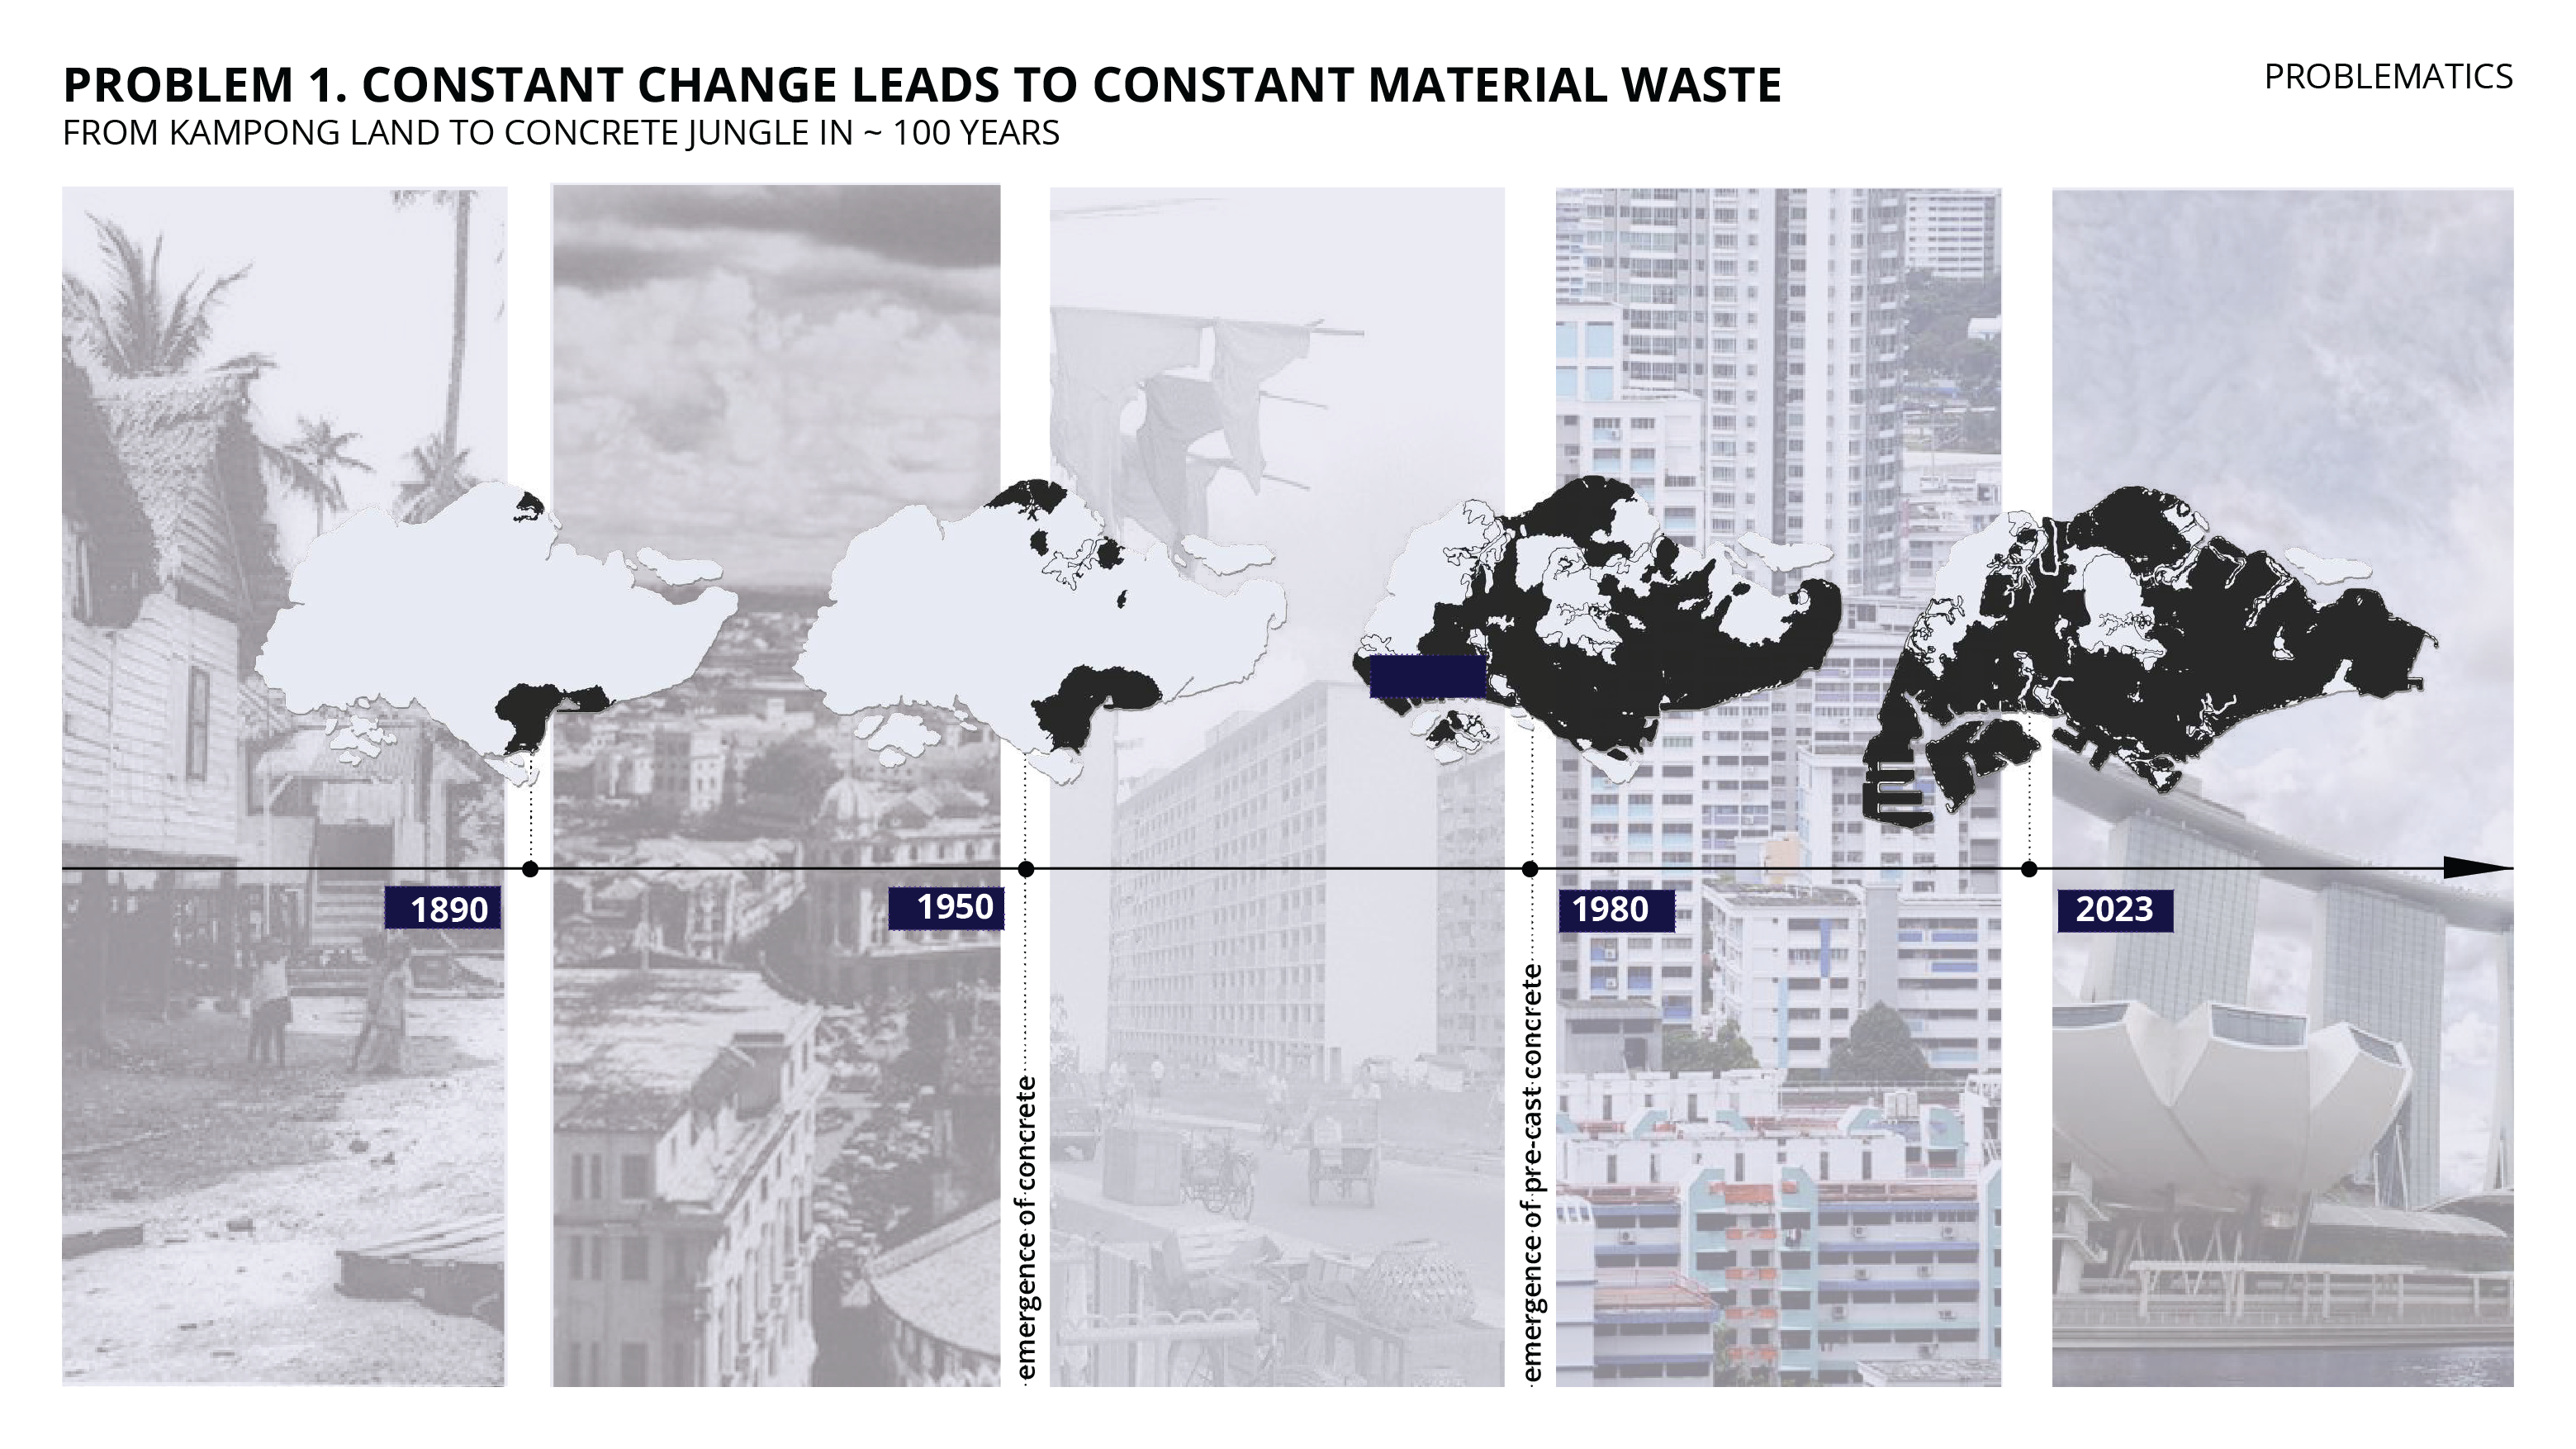 PROBLEM 1. CONSTANT CHANGE LEADS TO CONSTANT MATERIAL WASTE
FROM KAMPONG LAND TO CONCRETE JUNGLE IN ~ 100 YEARS
PROBLEMATICS
1890
1950
1980
2023
emergence of concrete
emergence of pre-cast concrete